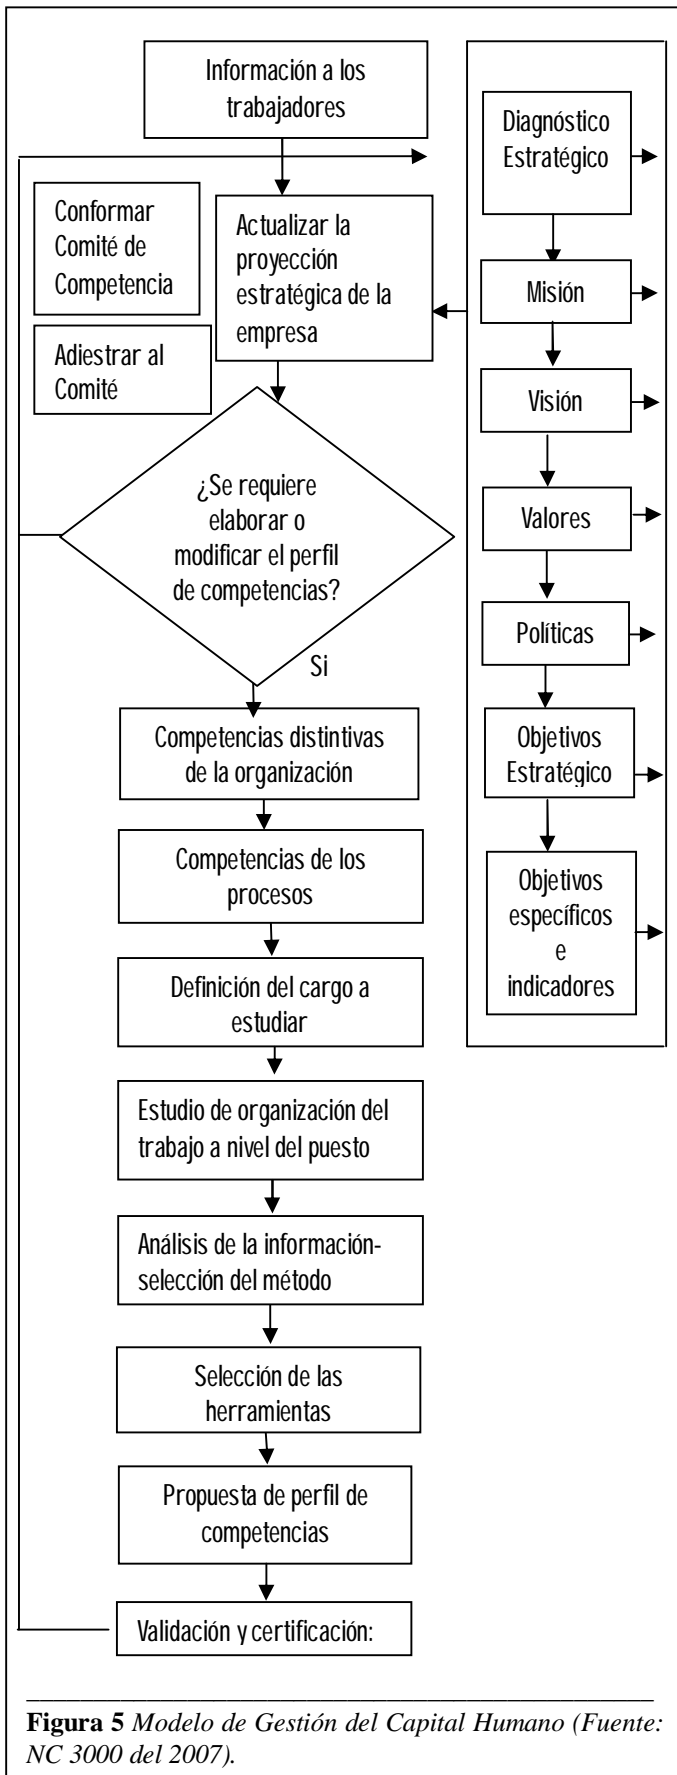 Información a los
trabajadores
Conformar
Comité de
Competencia
Adiestrar al
Comité
Actualizar la
proyección
estratégica de la
empresa
¿Se requiere
elaborar o
modificar el perfil
de competencias?
Si
Competencias distintivas
de la organización
Competencias de los
procesos
Definición del cargo a
estudiar
Estudio de organización del
trabajo a nivel del puesto
Análisis de la información-
selección del método
Selección de las
herramientas
Propuesta de perfil de
competencias
Validación y certificación:
Diagnóstico
Estratégico
Misión
Visión
Valores
Políticas
Objetivos
Estratégico
Objetivos
específicos
e
indicadores
Figura 5 Modelo de Gestión del Capital Humano (Fuente:
NC 3000 del 2007).